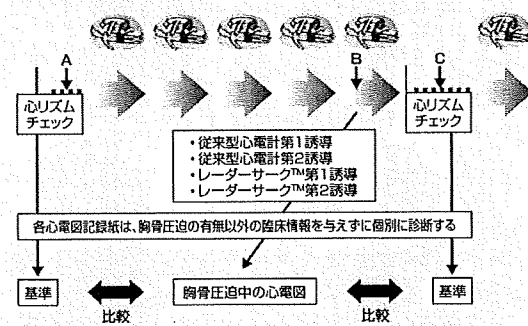 A
B
C
心リズム
チェック
心リズム
チェック
・従来型心電計第1誘導
・従来型心電計第2誘導
・レーダーサーク™第1誘導
・レーダーサーク™第2誘導
各心電図記録紙は、胸骨圧迫の有無以外の臨床情報を与えずに個別に診断する
基準
胸骨圧迫中の心電図
基準
比較
比較